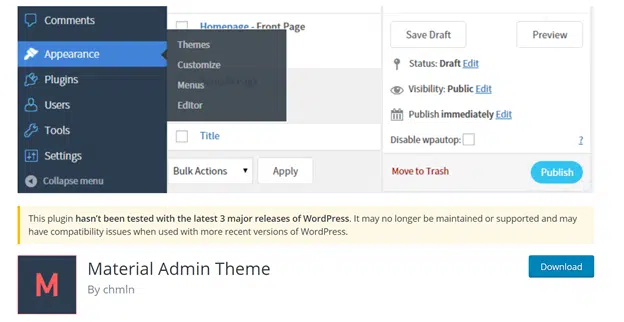 Comments
Homepage - Front Page
Save Draft
Preview
Appearance
Themes
Customize
Menus
Editor
Status: Draft Edit
Plugins
Visibility: Public Edit
Users
Publish immediately Edit
Tools
Title
Disable wpautop:
?
Settings
Bulk Actions
Apply
Move to Trash
Publish
Collapse menu
This plugin hasn't been tested with the latest 3 major releases of WordPress. It may no longer be maintained or supported and may
have compatibility issues when used with more recent versions of WordPress.
M
Material Admin Theme
Download
By chmln